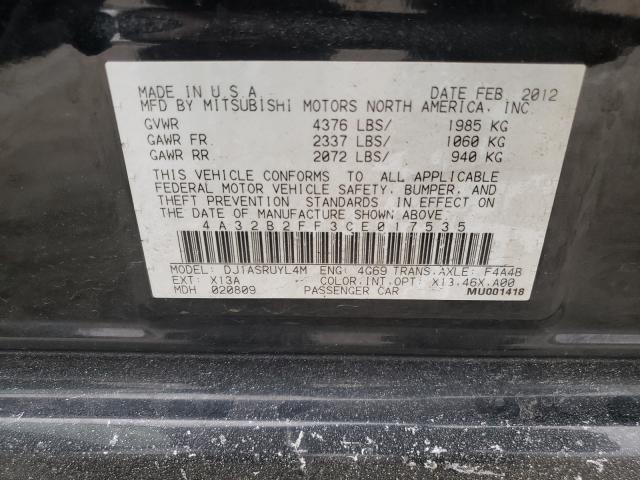 MADE IN U.S.A. DATE FEB. 2012
MFD BY MITSUBISHI MOTORS NORTH AMERICA, INC.
GVWR 4376 LBS/ 1985 KG
GAWR FR 2337 LBS/ 1060 KG
GAWR RR 2072 LBS/ 940 KG
THIS VEHICLE CONFORMS TO ALL APPLICABLE
FEDERAL MOTOR VEHICLE SAFETY, BUMPER, AND
THEFT PREVENTION STANDARDS IN EFFECT ON
THE DATE OF MANUFACTURE SHOWN ABOVE.
4A32B2FF3CE017535
MODEL: DJ1ASRUYL4M ENG: 4G69 TRANS.AXLE: F4A4B
EXT: X13A COLOR.INT.OPT: X13.46X.A00
MDH 020809 PASSENGER CAR MU001418